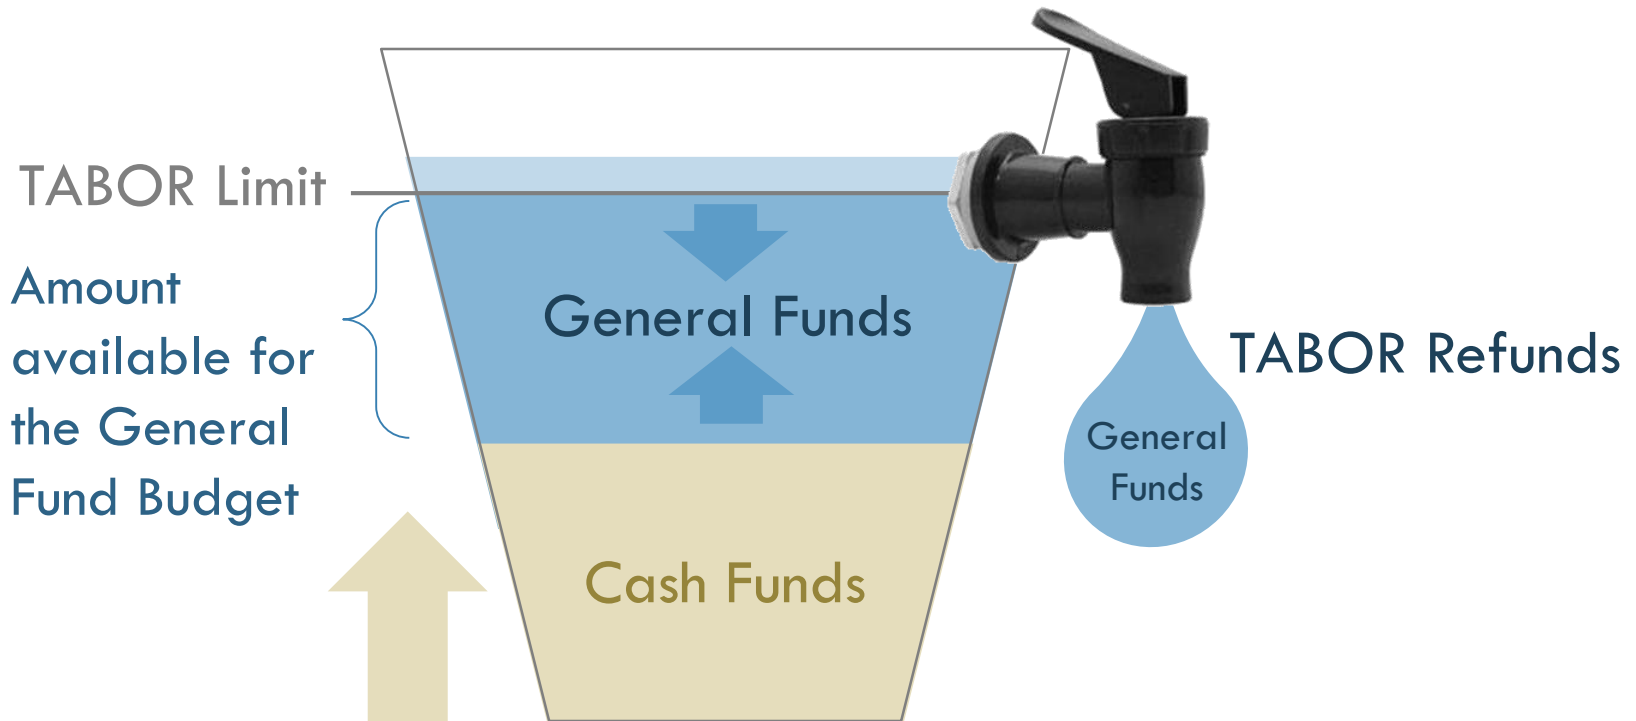 TABOR Limit
Amount
available for
the General
Fund Budget
General Funds
Cash Funds
TABOR Refunds
General
Funds